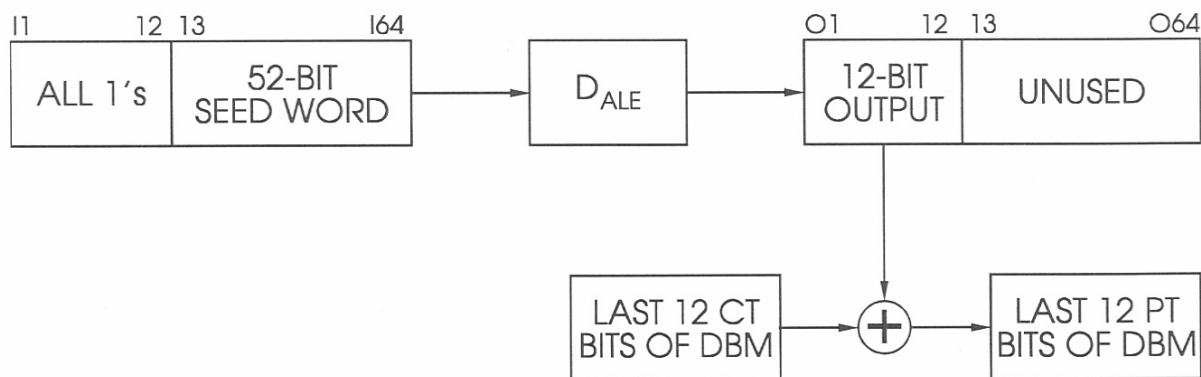 I1 12 13 I64
O1 12 13 O64
ALL 1's
52-BIT
SEED WORD
D_ALE
12-BIT
OUTPUT
UNUSED
LAST 12 CT
BITS OF DBM
+
LAST 12 PT
BITS OF DBM